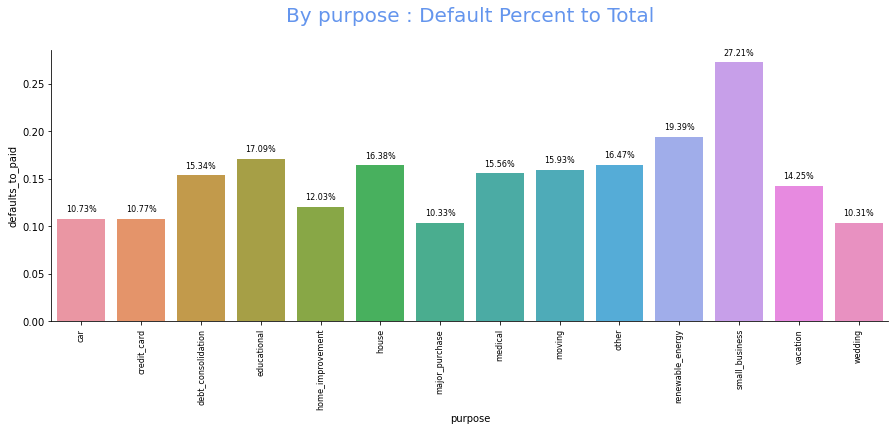 By purpose : Default Percent to Total
defaults_to_paid
0.25
0.20
0.15
0.10
0.05
0.00
10.73%
10.77%
15.34%
17.09%
12.03%
16.38%
10.33%
15.56%
15.93%
16.47%
19.39%
27.21%
14.25%
10.31%
car
credit_card
debt_consolidation
educational
home_improvement
house
major_purchase
medical
moving
other
renewable_energy
small_business
vacation
wedding
purpose